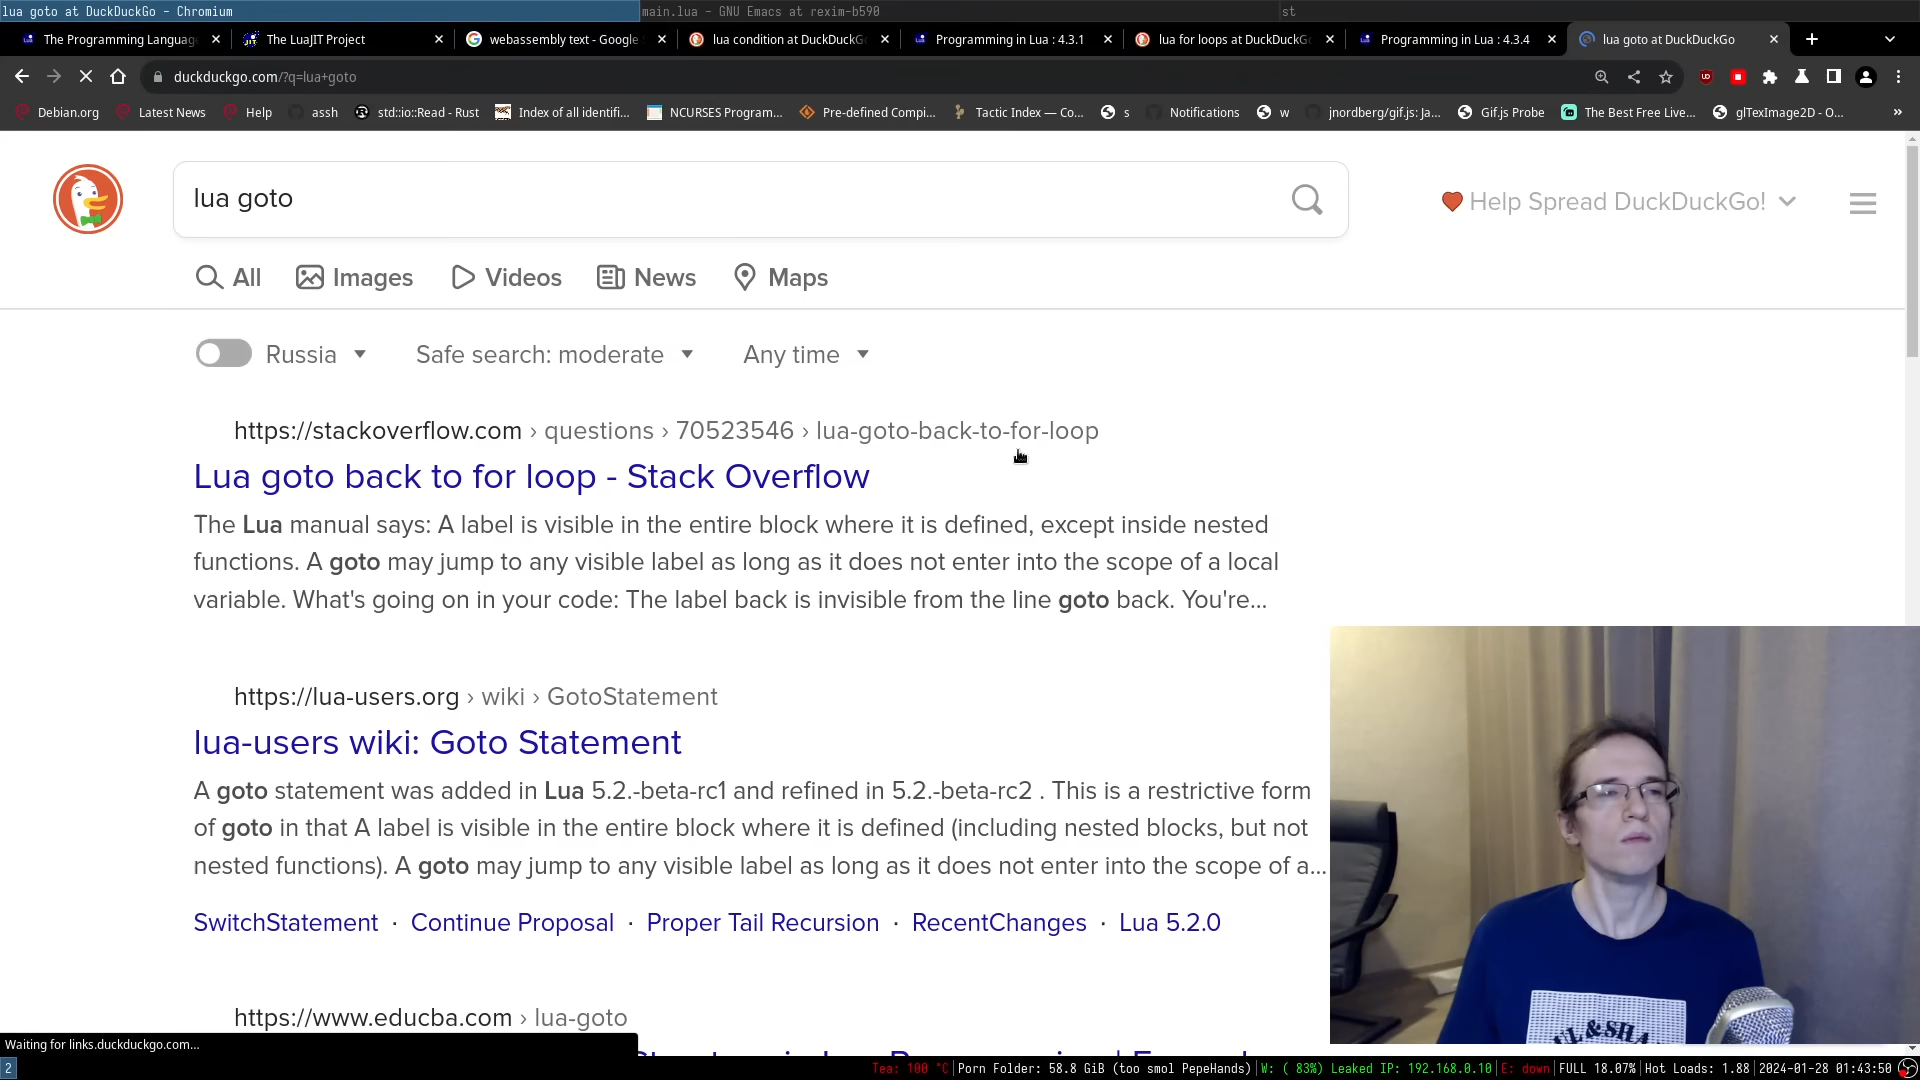 lua goto at DuckDuckGo - Chromium
main.lua - GNU Emacs at rexim-b590
st
The Programming Language
The LuaJIT Project
webassembly text - Google
lua condition at DuckDuckG
Programming in Lua : 4.3.1
lua for loops at DuckDuckG
Programming in Lua : 4.3.4
lua goto at DuckDuckGo
duckduckgo.com/?q=lua+goto
Debian.org
Latest News
Help
assh
std::io::Read - Rust
Index of all identifi...
NCURSES Program...
Pre-defined Compi...
Tactic Index — Co...
s
Notifications
w
jnordberg/gif.js: Ja...
Gif.js Probe
The Best Free Live...
glTexImage2D - O...
»
lua goto
Help Spread DuckDuckGo!
All
Images
Videos
News
Maps
Russia
Safe search: moderate
Any time
https://stackoverflow.com › questions › 70523546 › lua-goto-back-to-for-loop
Lua goto back to for loop - Stack Overflow
The Lua manual says: A label is visible in the entire block where it is defined, except inside nested
functions. A goto may jump to any visible label as long as it does not enter into the scope of a local
variable. What's going on in your code: The label back is invisible from the line goto back. You're...
https://lua-users.org › wiki › GotoStatement
lua-users wiki: Goto Statement
A goto statement was added in Lua 5.2.-beta-rc1 and refined in 5.2.-beta-rc2 . This is a restrictive form
of goto in that A label is visible in the entire block where it is defined (including nested blocks, but not
nested functions). A goto may jump to any visible label as long as it does not enter into the scope of a...
SwitchStatement · Continue Proposal · Proper Tail Recursion · RecentChanges · Lua 5.2.0
https://www.educba.com › lua-goto
Waiting for links.duckduckgo.com...
2
Tea: 100 °C
Porn Folder: 58.8 GiB (too smol PepeHands)
W: ( 83%) Leaked IP: 192.168.0.10
E: down
FULL 18.07%
Hot Loads: 1.88
2024-01-28 01:43:50